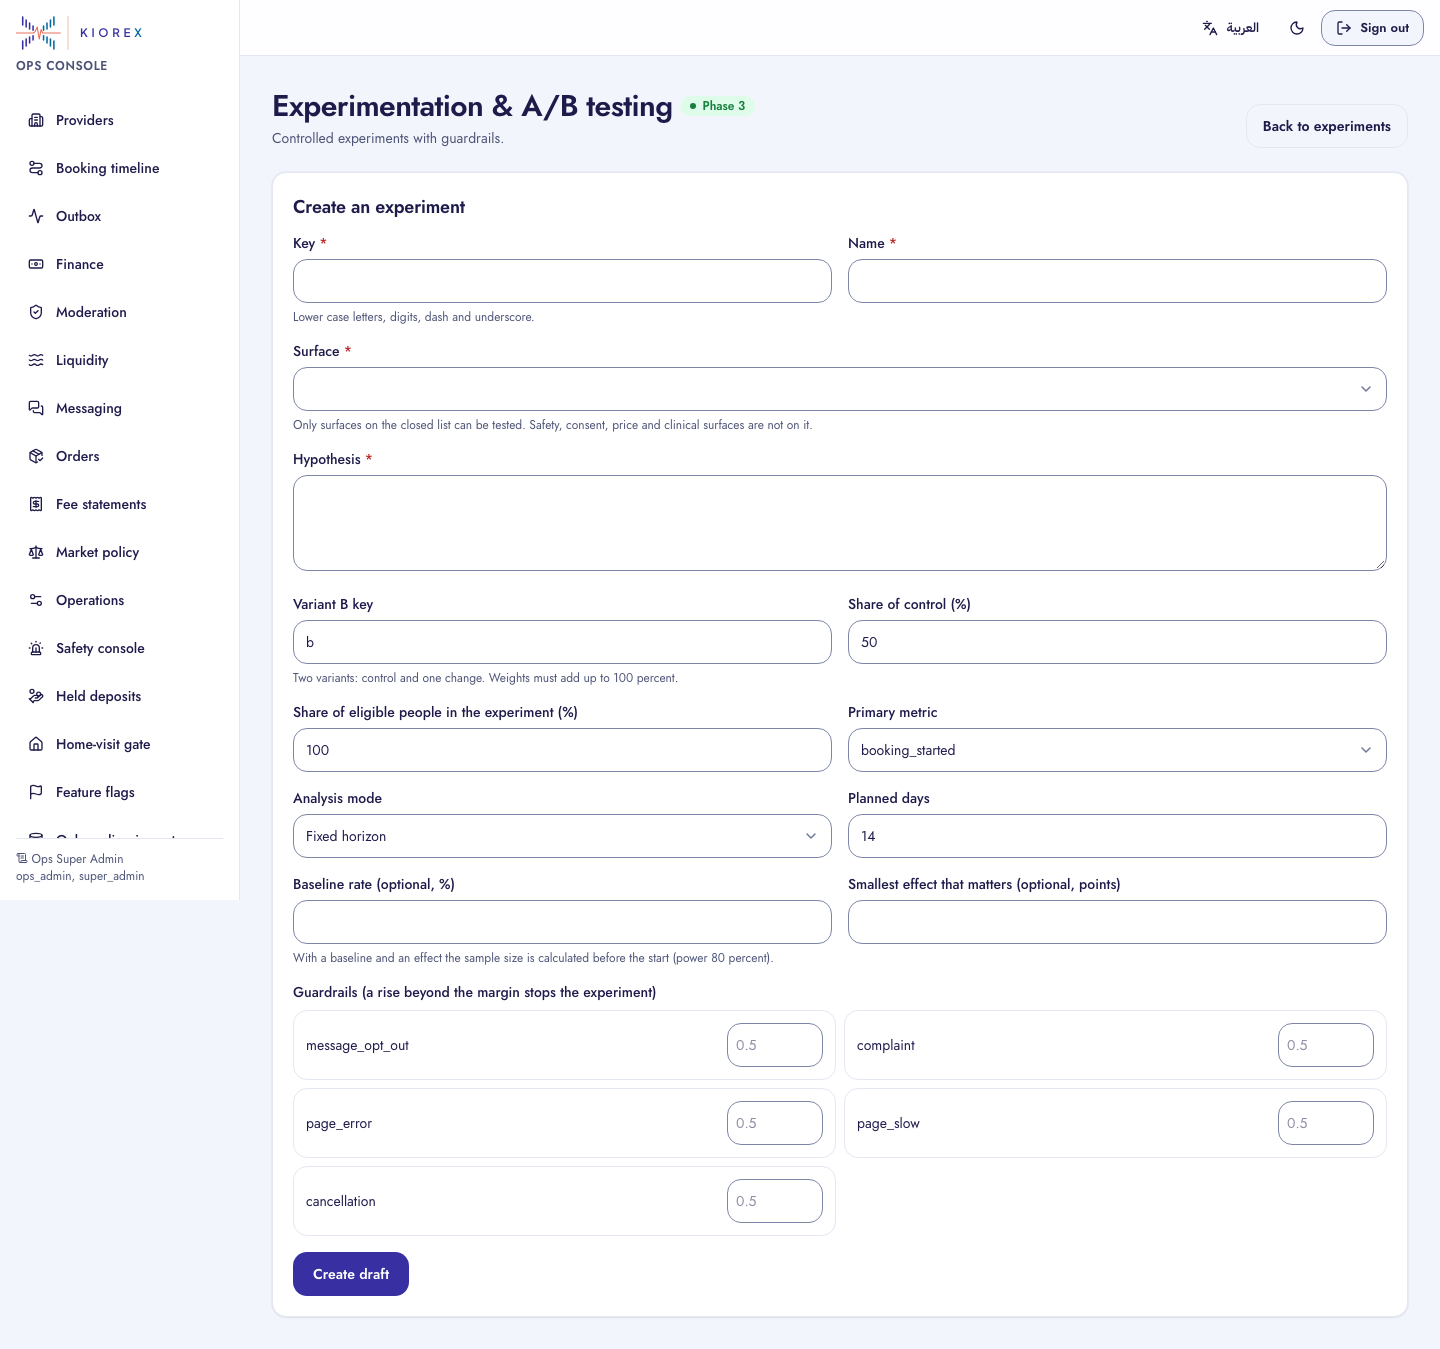 KIOREX
OPS CONSOLE
Providers
Booking timeline
Outbox
Finance
Moderation
Liquidity
Messaging
Orders
Fee statements
Market policy
Operations
Safety console
Held deposits
Home-visit gate
Feature flags
Ops Super Admin
ops_admin, super_admin
العربية
Sign out
Experimentation & A/B testing
Phase 3
Controlled experiments with guardrails.
Back to experiments
Create an experiment
Key *
Name *
Lower case letters, digits, dash and underscore.
Surface *
Only surfaces on the closed list can be tested. Safety, consent, price and clinical surfaces are not on it.
Hypothesis *
Variant B key
Share of control (%)
b
50
Two variants: control and one change. Weights must add up to 100 percent.
Share of eligible people in the experiment (%)
Primary metric
100
booking_started
Analysis mode
Planned days
Fixed horizon
14
Baseline rate (optional, %)
Smallest effect that matters (optional, points)
With a baseline and an effect the sample size is calculated before the start (power 80 percent).
Guardrails (a rise beyond the margin stops the experiment)
message_opt_out
0.5
complaint
0.5
page_error
0.5
page_slow
0.5
cancellation
0.5
Create draft